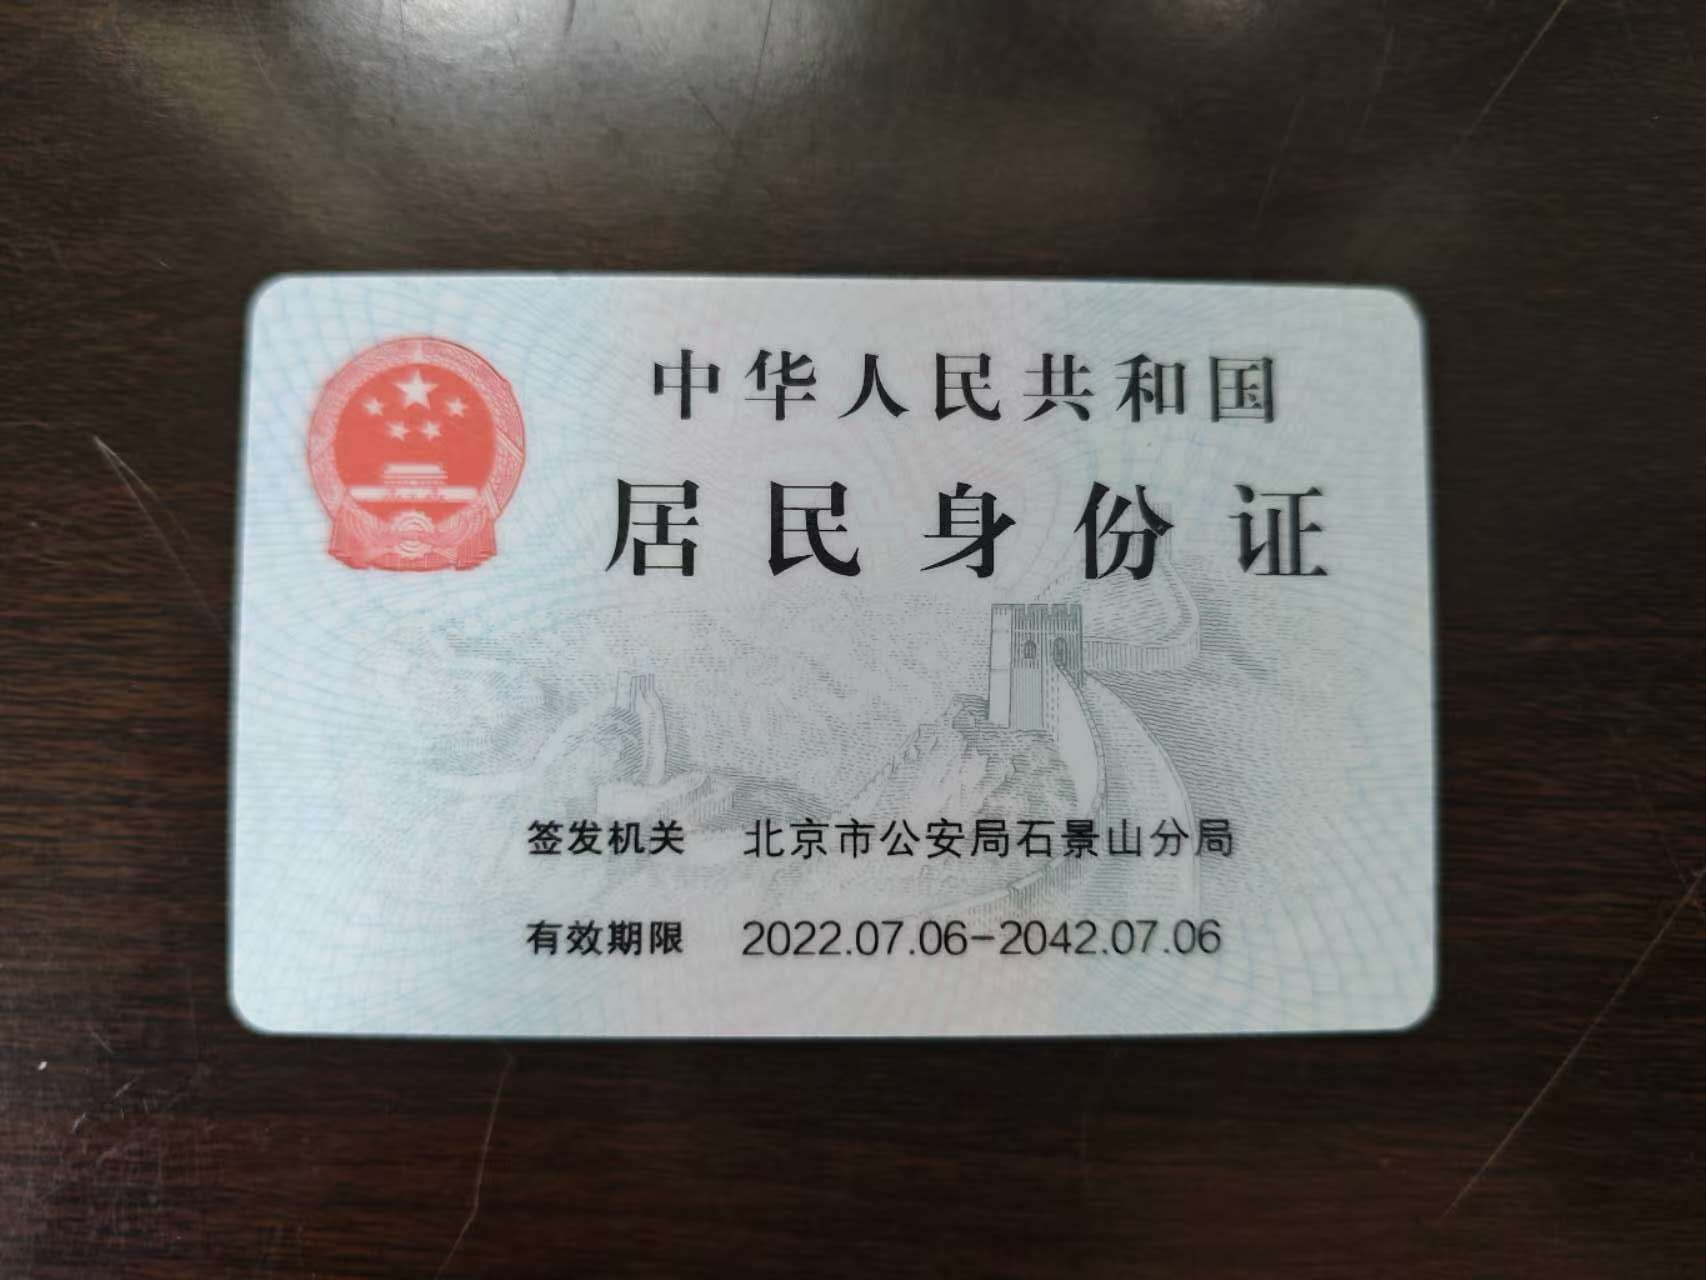 中华人民共和国
居民身份证
签发机关 北京市公安局石景山分局
有效期限 2022.07.06-2042.07.06